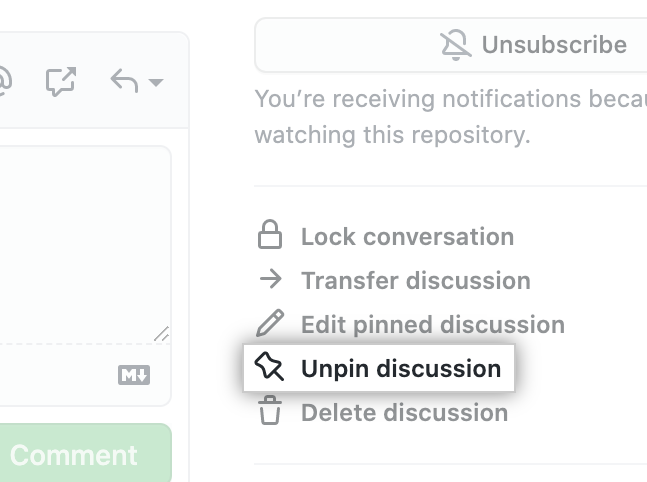 Unsubscribe
You're receiving notifications
watching this repository.
Lock conversation
Transfer discussion
Edit pinned discussion
Unpin discussion
Delete discussion
M
Comment